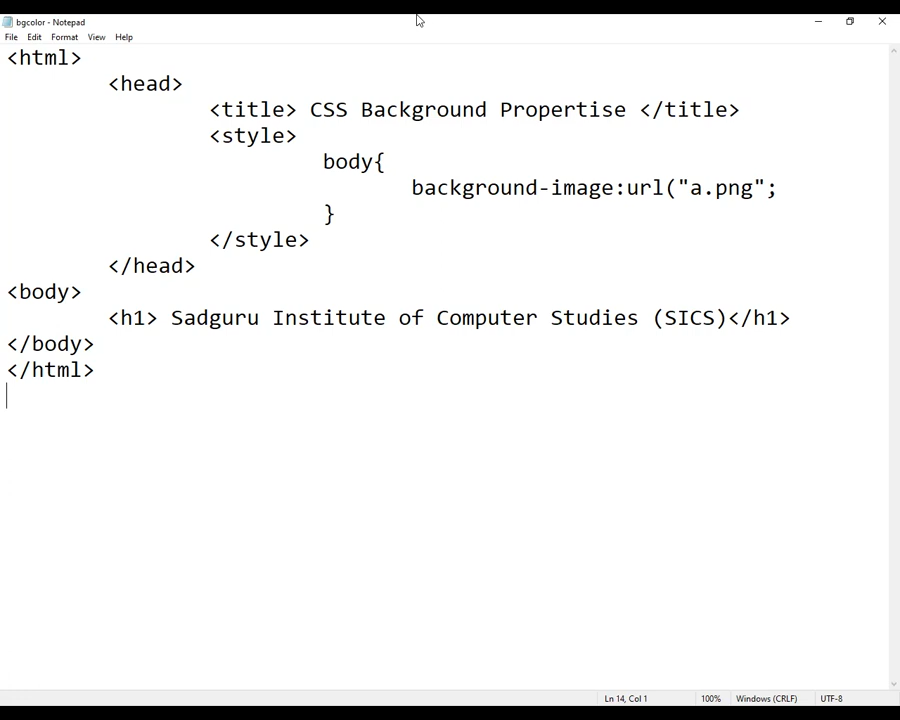 bgcolor - Notepad
File Edit Format View Help
<html>
<head>
<title> CSS Background Propertise </title>
<style>
body{
background-image:url("a.png";
}
</style>
</head>
<body>
<h1> Sadguru Institute of Computer Studies (SICS)</h1>
</body>
</html>
Ln 14, Col 1 100% Windows (CRLF) UTF-8